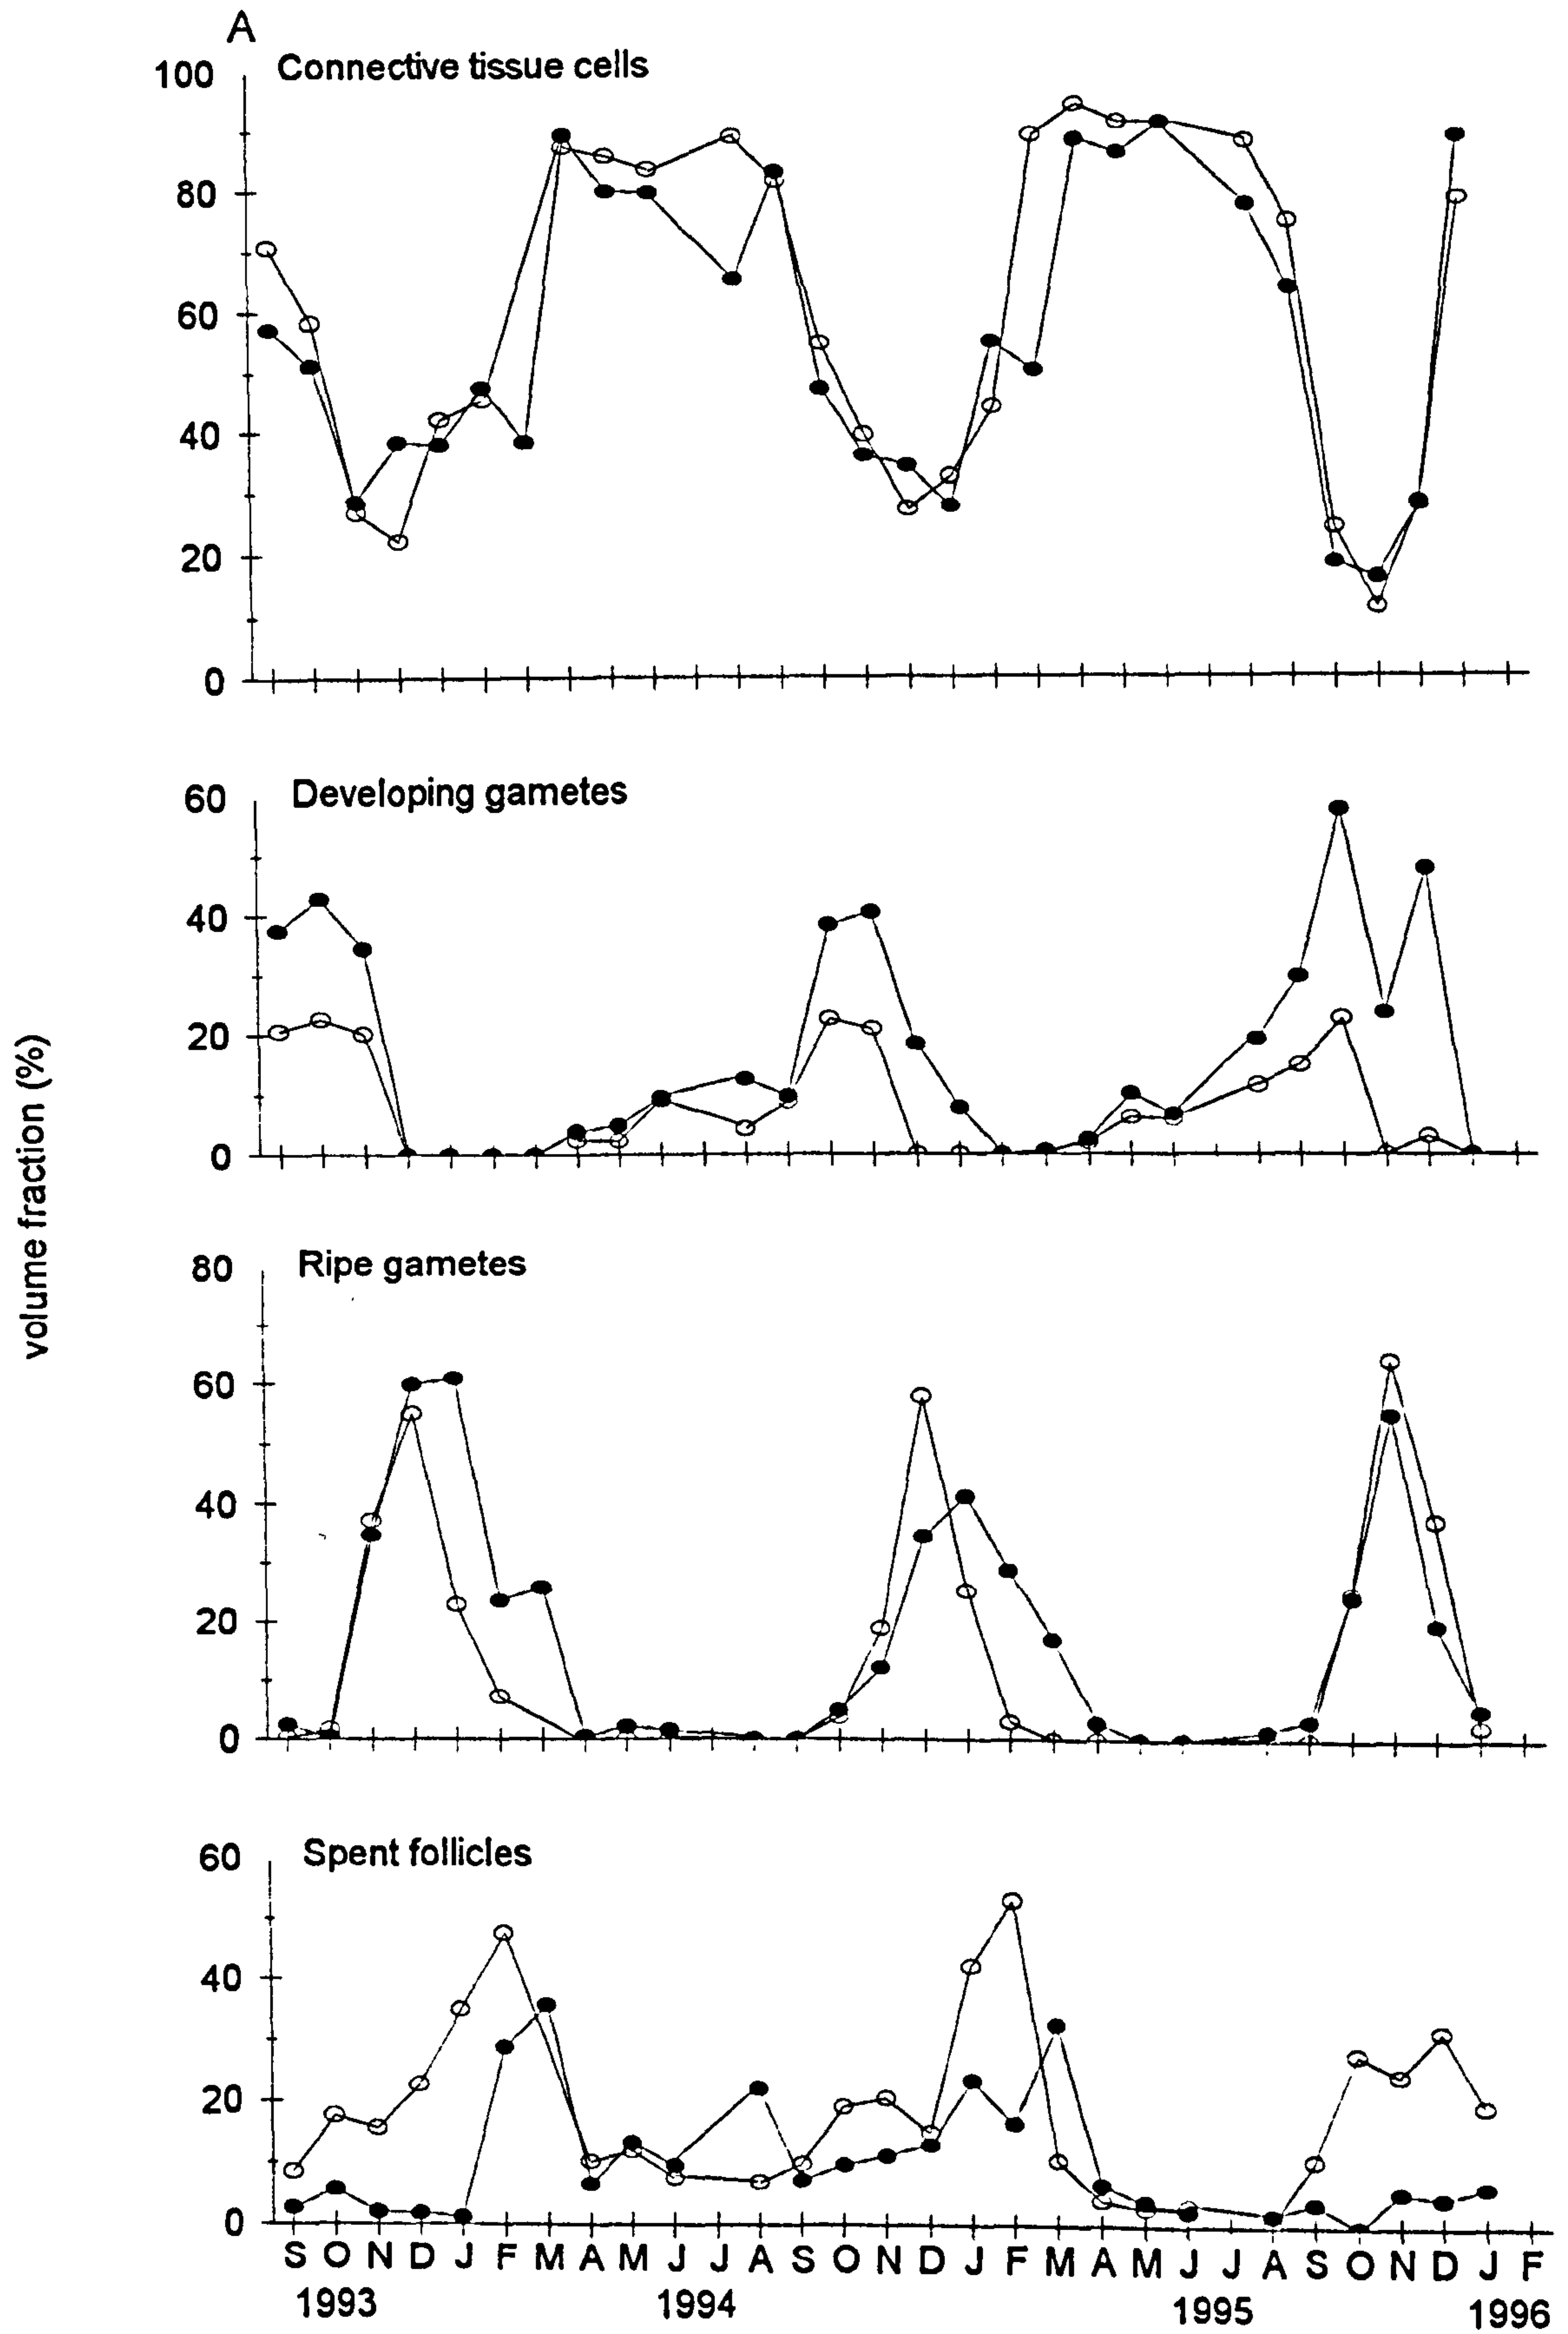 A
Connective tissue cells
100
80
60
40
20
0
Developing gametes
60
40
20
0
volume fraction (%)
Ripe gametes
80
60
40
20
0
Spent follicles
60
40
20
0
S O N D J F M A M J J A S O N D J F M A M J J A S O N D J F
1993 1994 1995 1996